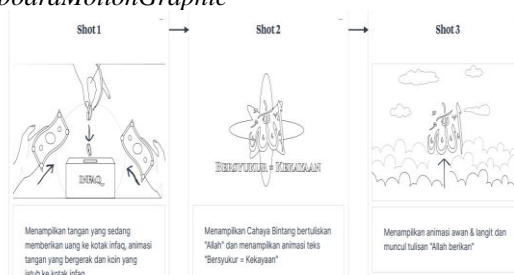 boardMotionGraphic
Shot 1
Shot 2
Shot 3
INFAQ
الله
BERSYUKUR = KEKAYAAN
الله
Menampilkan tangan yang sedang
memberikan uang ke kotak infaq, animasi
tangan yang bergerak dan koin yang
jatuh ke kotak infaq
Menampilkan Cahaya Bintang bertuliskan
"Allah" dan menampilkan animasi teks
"Bersyukur = Kekayaan"
Menampilkan animasi awan & langit dan
muncul tulisan "Allah berikan"